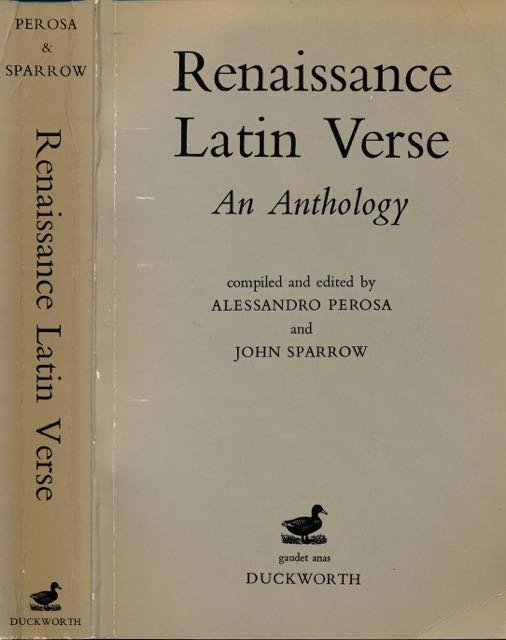 PEROSA
&
SPARROW
Renaissance Latin Verse
DUCKWORTH
Renaissance
Latin Verse
An Anthology
compiled and edited by
ALESSANDRO PEROSA
and
JOHN SPARROW
gaudet anas
DUCKWORTH